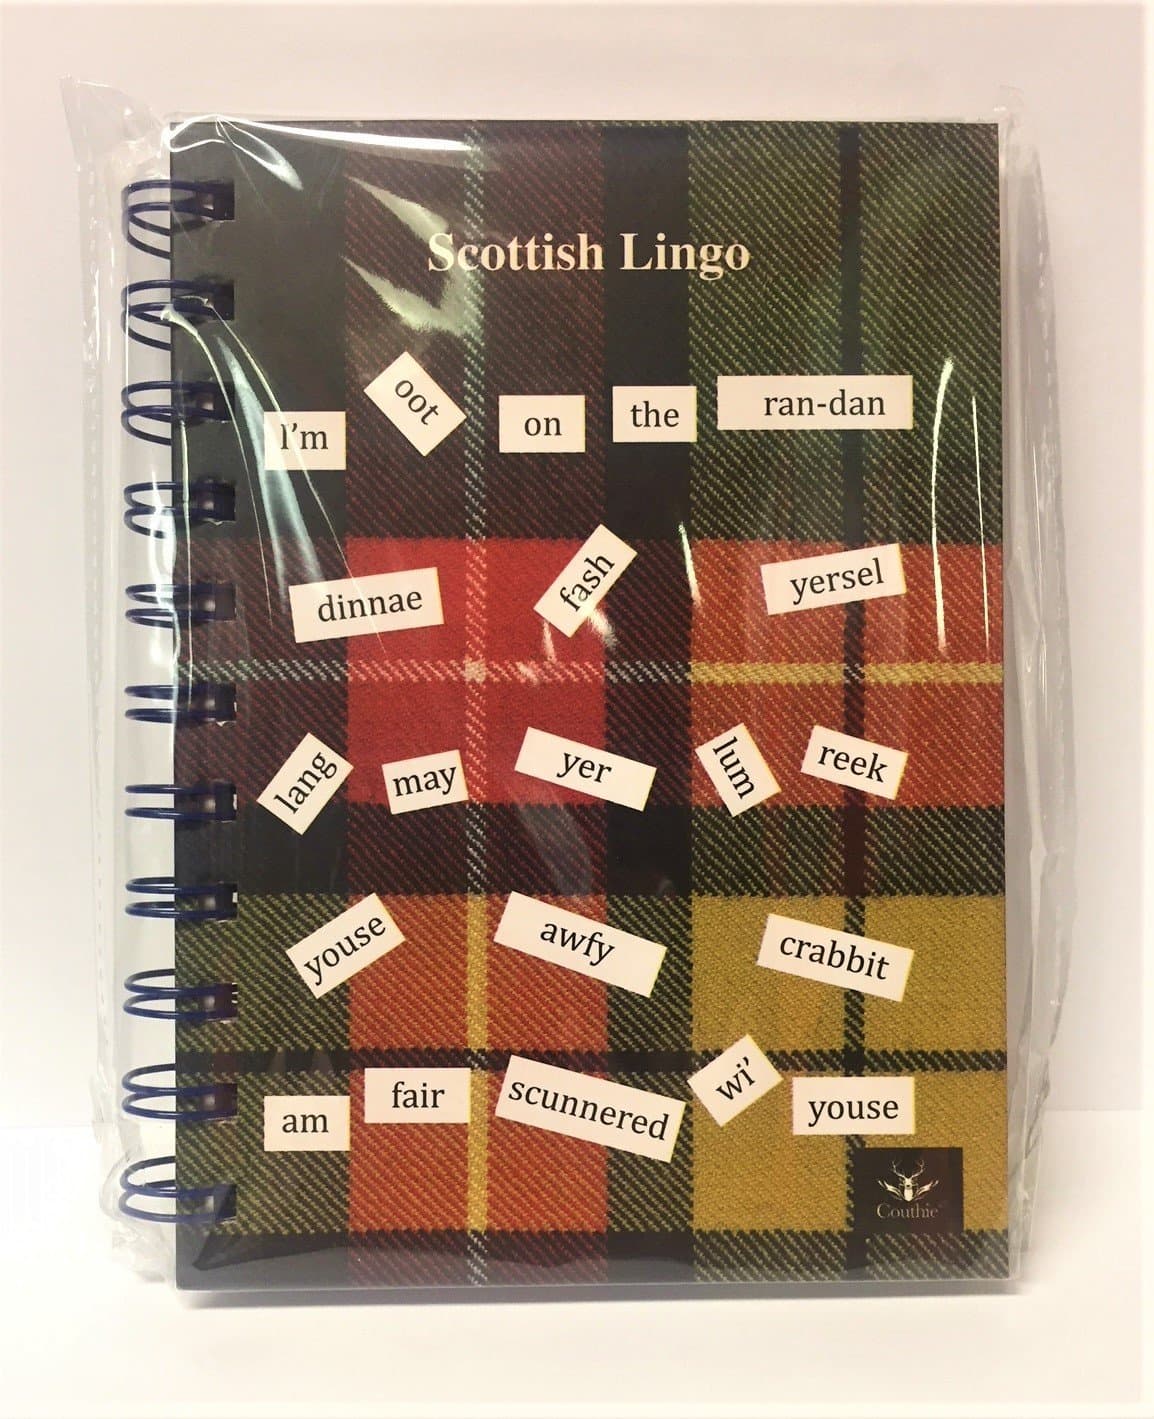 Scottish Lingo
I'm oot on the ran-dan
dinnae fash yersel
lang may yer lum reek
youse awfy crabbit
am fair scunnered wi' youse
Couthie